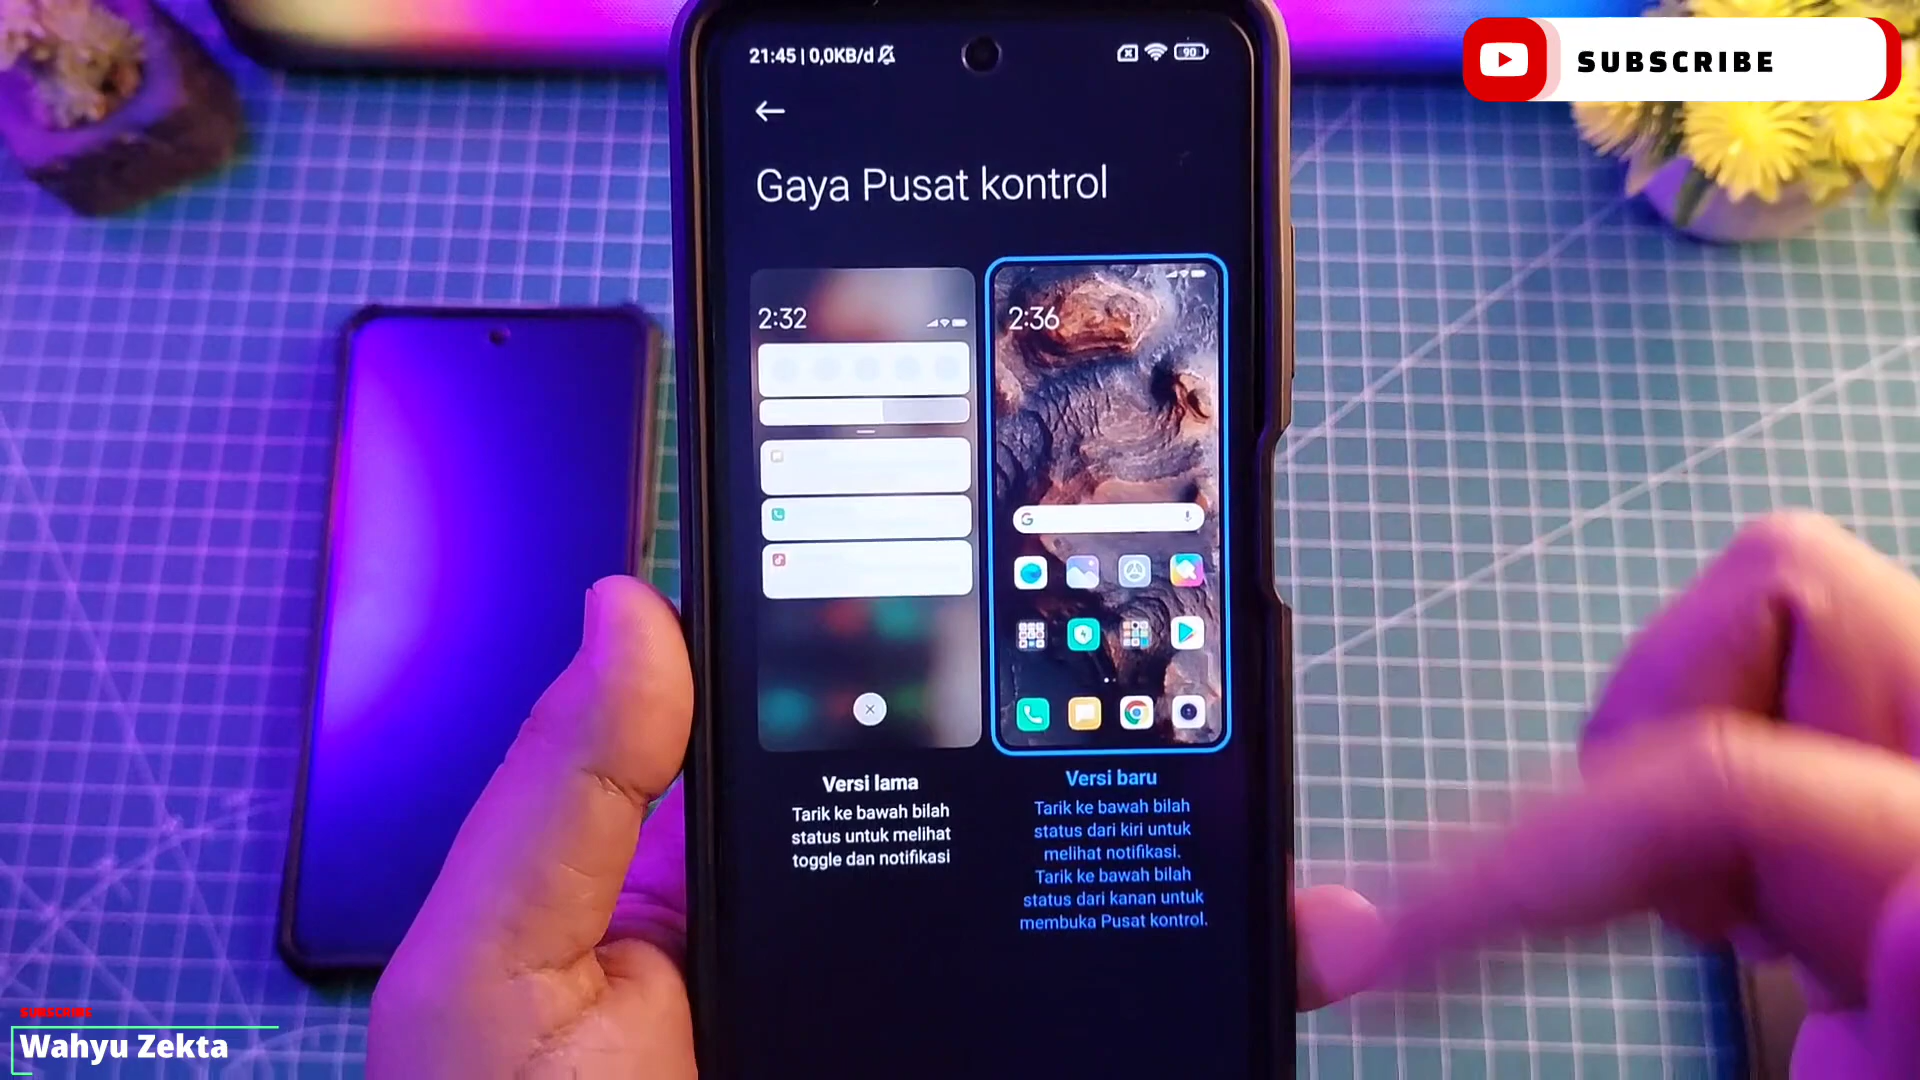 21:45 | 0,0KB/d
90
SUBSCRIBE
Gaya Pusat kontrol
2:32
2:36
Versi lama
Tarik ke bawah bilah
status untuk melihat
toggle dan notifikasi
Versi baru
Tarik ke bawah bilah
status dari kiri untuk
melihat notifikasi.
Tarik ke bawah bilah
status dari kanan untuk
membuka Pusat kontrol.
SUBSCRIBE
Wahyu Zekta